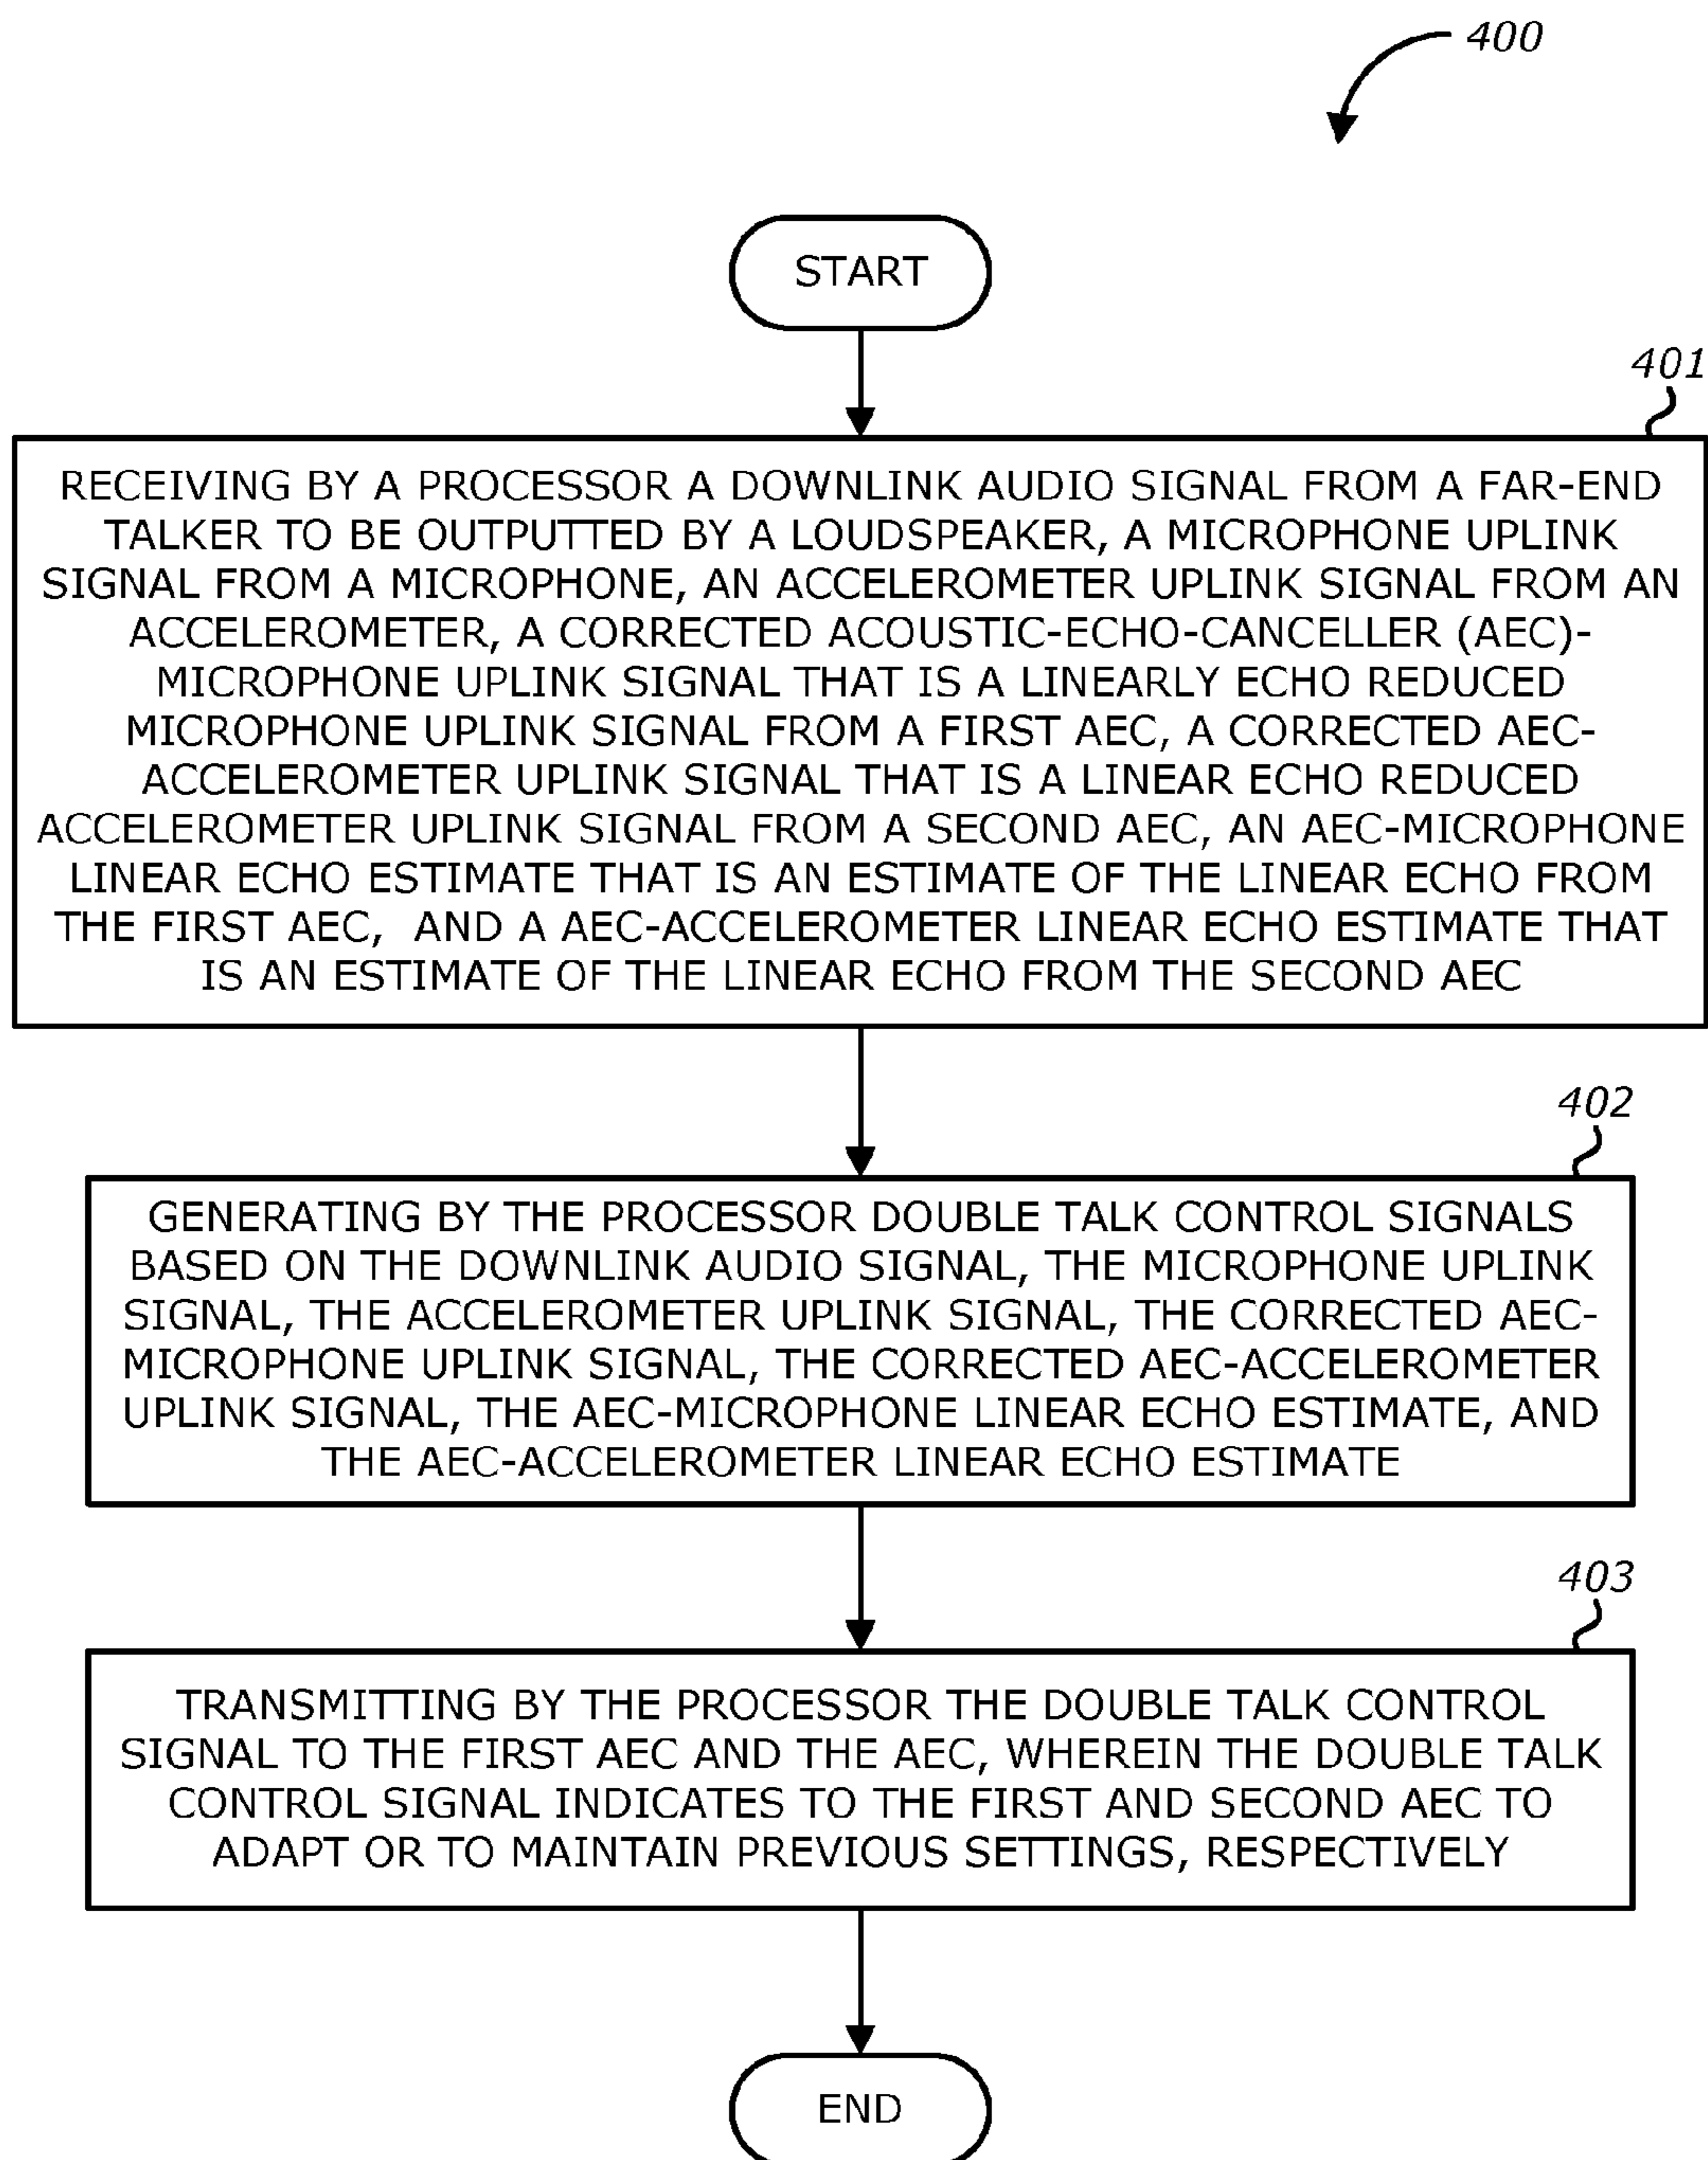 400
START
401
RECEIVING BY A PROCESSOR A DOWNLINK AUDIO SIGNAL FROM A FAR-END
TALKER TO BE OUTPUTTED BY A LOUDSPEAKER, A MICROPHONE UPLINK
SIGNAL FROM A MICROPHONE, AN ACCELEROMETER UPLINK SIGNAL FROM AN
ACCELEROMETER, A CORRECTED ACOUSTIC-ECHO-CANCELLER (AEC)-
MICROPHONE UPLINK SIGNAL THAT IS A LINEARLY ECHO REDUCED
MICROPHONE UPLINK SIGNAL FROM A FIRST AEC, A CORRECTED AEC-
ACCELEROMETER UPLINK SIGNAL THAT IS A LINEAR ECHO REDUCED
ACCELEROMETER UPLINK SIGNAL FROM A SECOND AEC, AN AEC-MICROPHONE
LINEAR ECHO ESTIMATE THAT IS AN ESTIMATE OF THE LINEAR ECHO FROM
THE FIRST AEC, AND A AEC-ACCELEROMETER LINEAR ECHO ESTIMATE THAT
IS AN ESTIMATE OF THE LINEAR ECHO FROM THE SECOND AEC
402
GENERATING BY THE PROCESSOR DOUBLE TALK CONTROL SIGNALS
BASED ON THE DOWNLINK AUDIO SIGNAL, THE MICROPHONE UPLINK
SIGNAL, THE ACCELEROMETER UPLINK SIGNAL, THE CORRECTED AEC-
MICROPHONE UPLINK SIGNAL, THE CORRECTED AEC-ACCELEROMETER
UPLINK SIGNAL, THE AEC-MICROPHONE LINEAR ECHO ESTIMATE, AND
THE AEC-ACCELEROMETER LINEAR ECHO ESTIMATE
403
TRANSMITTING BY THE PROCESSOR THE DOUBLE TALK CONTROL
SIGNAL TO THE FIRST AEC AND THE AEC, WHEREIN THE DOUBLE TALK
CONTROL SIGNAL INDICATES TO THE FIRST AND SECOND AEC TO
ADAPT OR TO MAINTAIN PREVIOUS SETTINGS, RESPECTIVELY
END